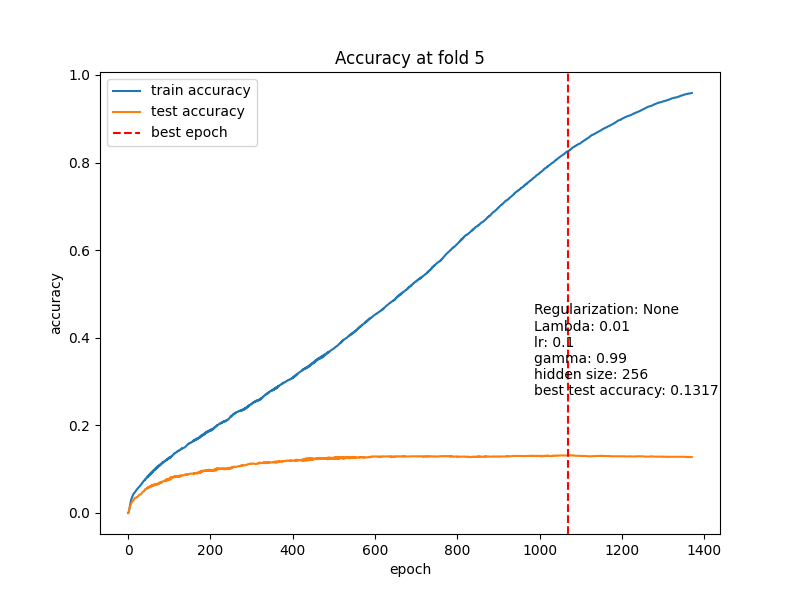 Accuracy at fold 5
train accuracy
test accuracy
best epoch
1.0
0.8
0.6
0.4
0.2
0.0
accuracy
Regularization: None
Lambda: 0.01
lr: 0.1
gamma: 0.99
hidden size: 256
best test accuracy: 0.1317
0 200 400 600 800 1000 1200 1400
epoch